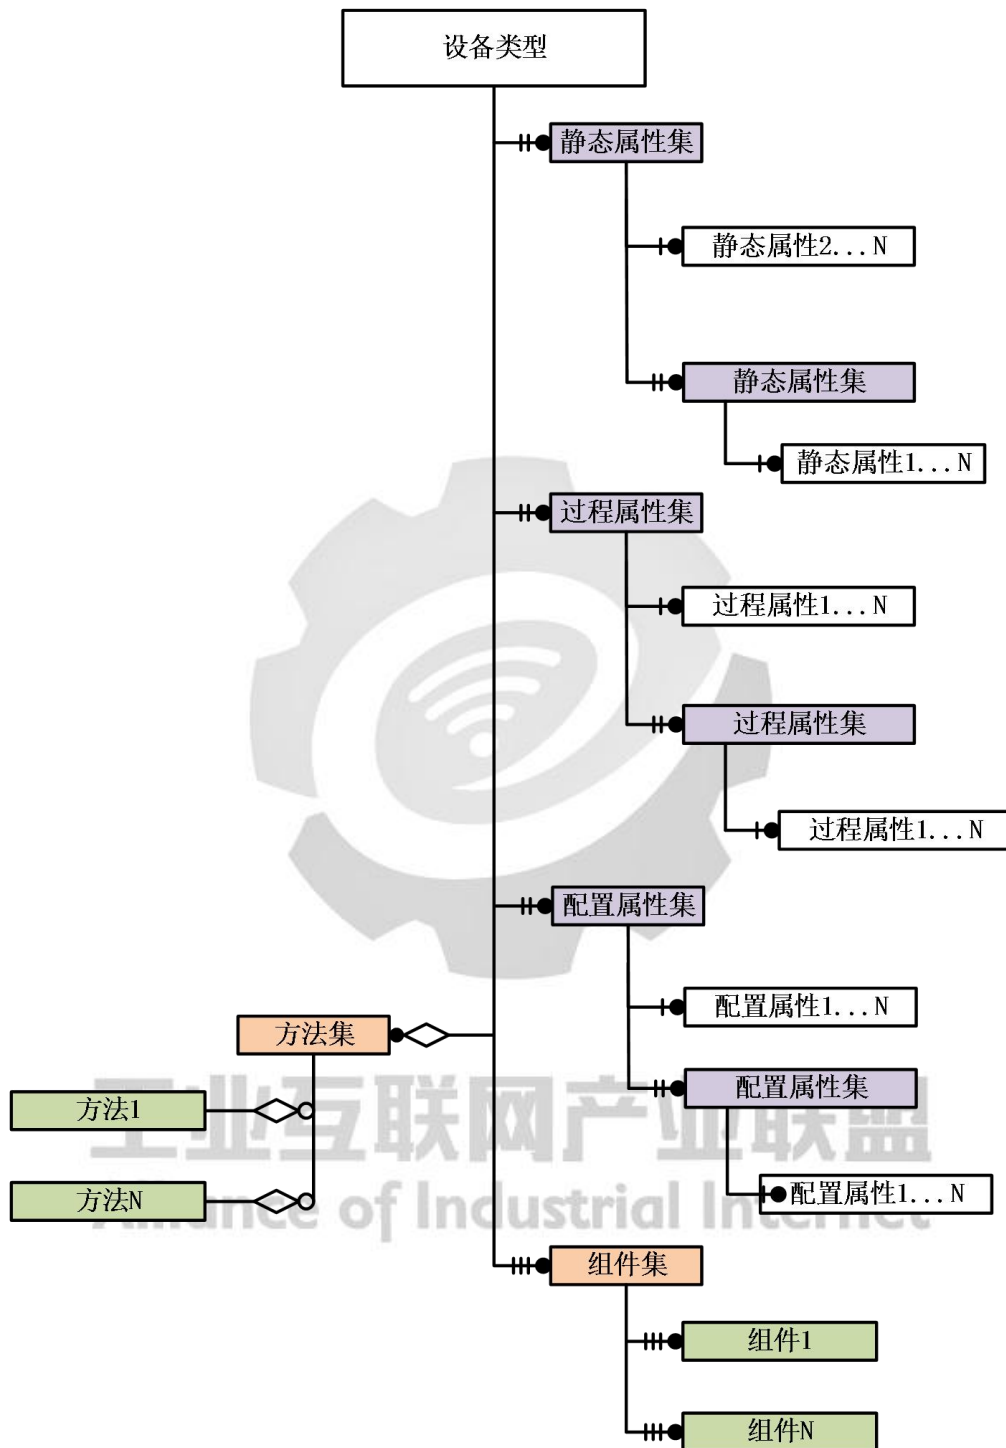 设备类型
静态属性集
静态属性2...N
静态属性集
静态属性1...N
过程属性集
过程属性1...N
过程属性集
过程属性1...N
配置属性集
配置属性1...N
方法集
配置属性集
方法1
工业互联网产业联盟
配置属性1...N
方法N
Alliance of Industrial Internet
组件集
组件1
组件N